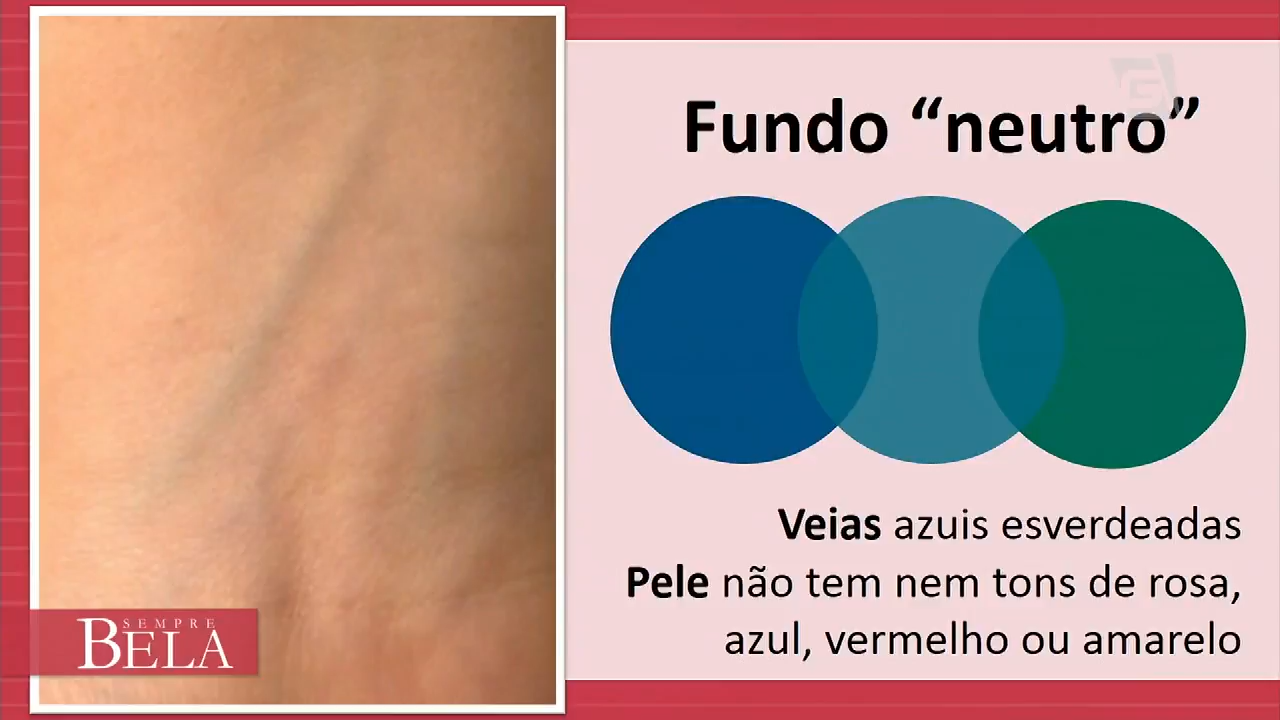 Fundo “neutro”
Veias azuis esverdeadas
Pele não tem nem tons de rosa,
azul, vermelho ou amarelo
SEMPRE
BELA